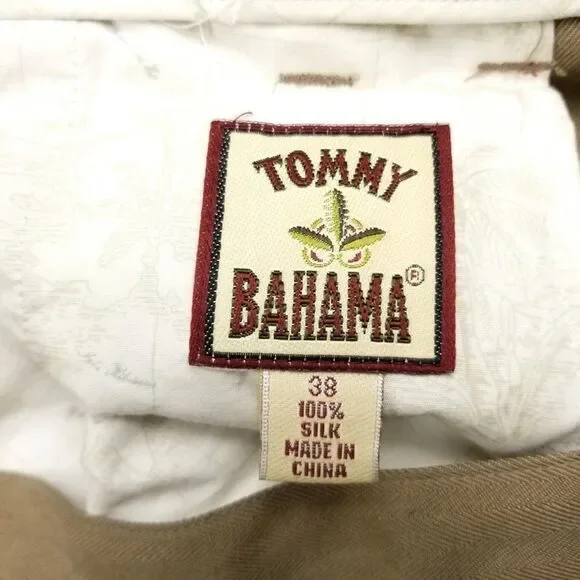 TOMMY
BAHAMA®
38
100%
SILK
MADE IN
CHINA